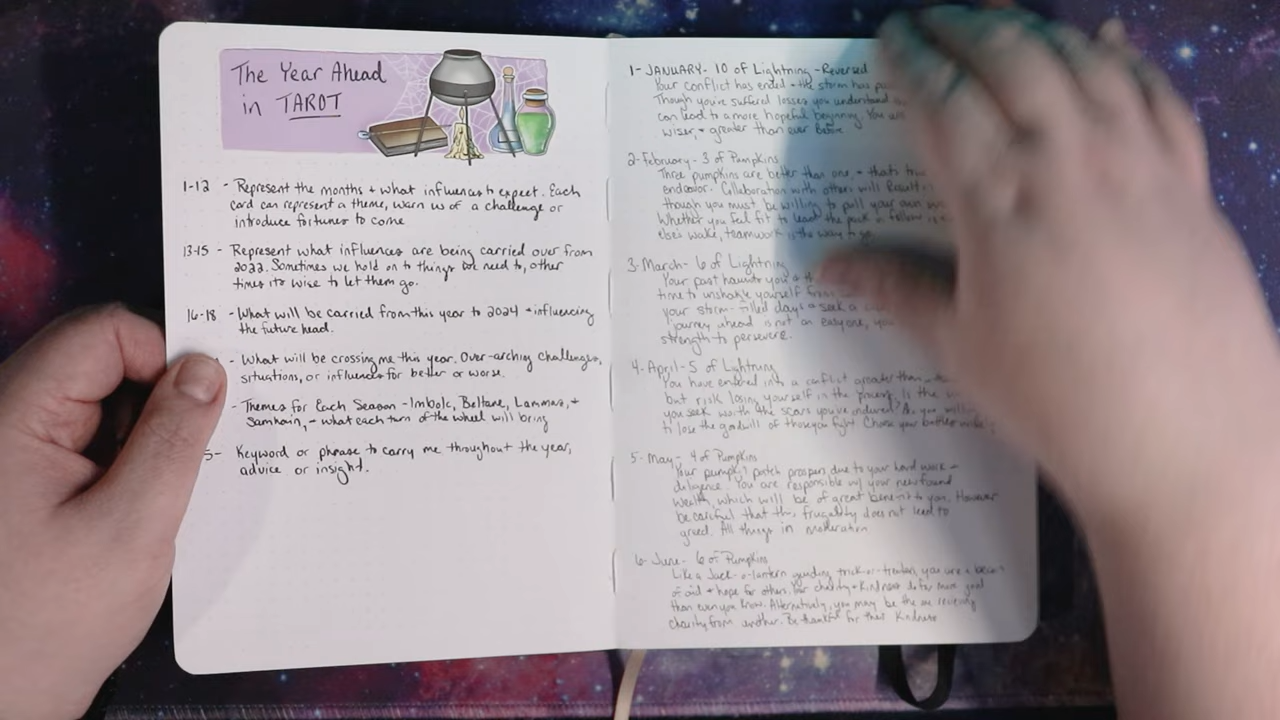 The Year Ahead
in TAROT
1-12 - Represent the months + what influences to expect. Each
card can represent a theme, warn us of a challenge or
introduce fortunes to come
13-15 - Represent what influences are being carried over from
2022. Sometimes we hold on to things we need to, other
times its wise to let them go.
16-18 - What will be carried from this year to 2024 + influencing
the future head.
- What will be crossing me this year. Over-arching challenges,
situations, or influences for better or worse.
- Themes for Each Season - Imbolc, Beltane, Lammas, +
Samhain, - what each turn of the wheel will bring
5- Keyword or phrase to carry me throughout the year,
advice or insight.
1- JANUARY- 10 of Lightning - Reversed
Your conflict has ended + the storm has
Though you've suffered losses you understand
can lead to a more hopeful beginning. You are
wiser, + greater than ever before
2- February- 3 of Pumpkins
Three pumpkins are better than one, + that's
endeavor. Collaboration with others will result
though you must be willing to pull your own
Whether you feel fit to lead the pack or follow
else's wake, teamwork is the way to go.
3- March- 6 of Lightning
Your past haunts you +
time to unshackle yourself from
your storm-filled days + seek a
journey ahead is not an easy one, you
strength to persevere.
4- April- 5 of Lightning
You have entered into a conflict greater than
but risk losing yourself in the process. Is the
you seek worth the scars you've endured? Are you willing
to lose the goodwill of those you fight. Choose your battles wisely
5- May- 4 of Pumpkins
Your pumpkin patch prospers due to your hard work +
diligence. You are responsible w/ your newfound
wealth, which will be of great benefit to you. However
be careful that this frugality does not lead to
greed. All things in moderation
6- June- 6 of Pumpkins
Like a Jack-o-lantern guiding trick-or-treaters, you are a
of aid + hope for others. Your charity + kindness do far more good
than even you know. Alternatively, you may be the one recieving
charity from another. Be thankful for their kindness